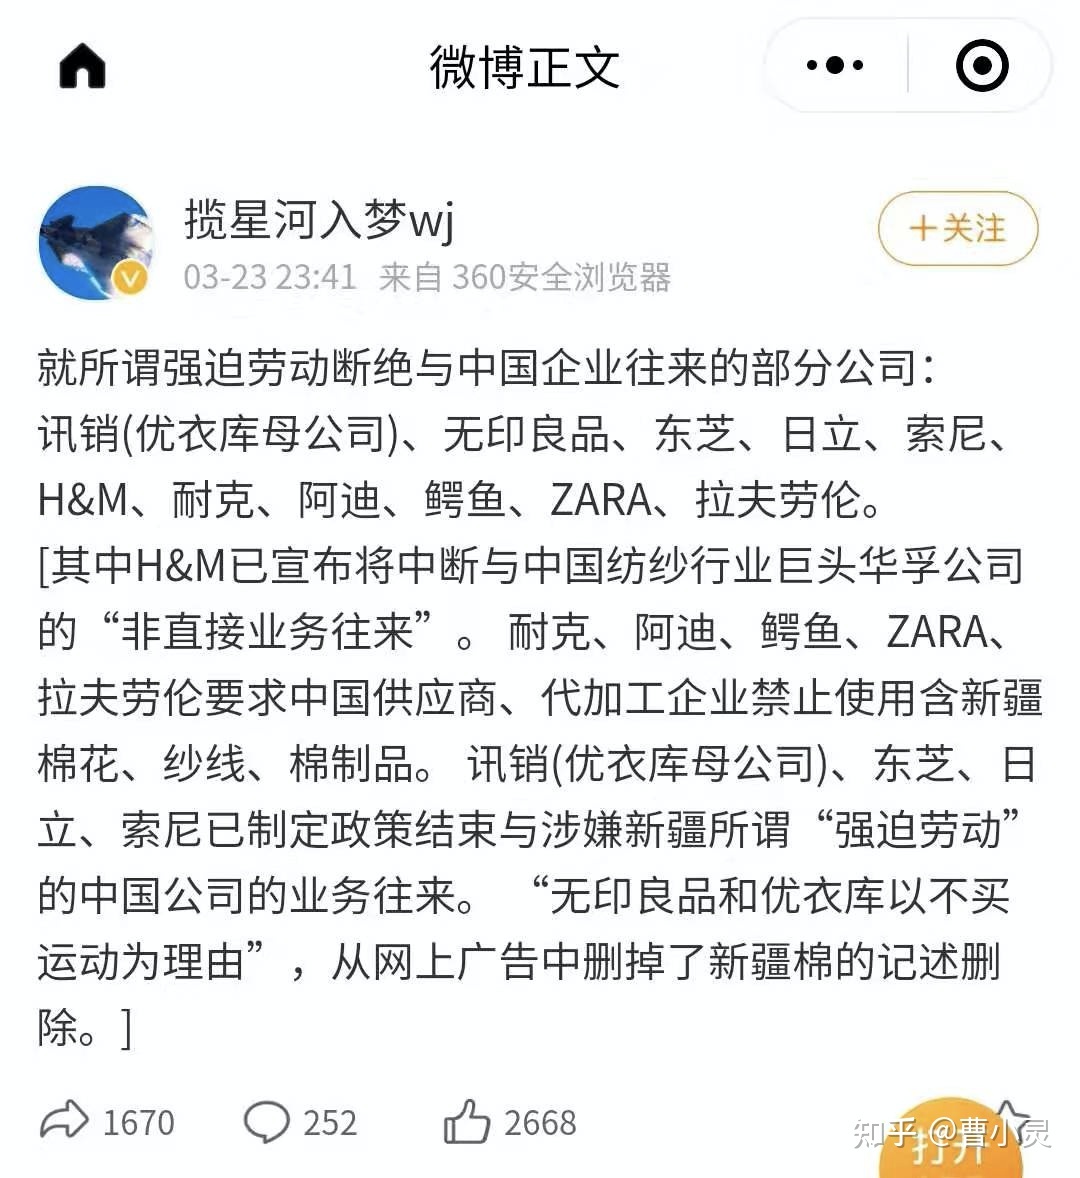 微博正文
揽星河入梦wj
+关注
03-23 23:41 来自 360安全浏览器
就所谓强迫劳动断绝与中国企业往来的部分公司：
讯销(优衣库母公司)、无印良品、东芝、日立、索尼、
H&M、耐克、阿迪、鳄鱼、ZARA、拉夫劳伦。
[其中H&M已宣布将中断与中国纺纱行业巨头华孚公司
的“非直接业务往来”。 耐克、阿迪、鳄鱼、ZARA、
拉夫劳伦要求中国供应商、代加工企业禁止使用含新疆
棉花、纱线、棉制品。 讯销(优衣库母公司)、东芝、日
立、索尼已制定政策结束与涉嫌新疆所谓“强迫劳动”
的中国公司的业务往来。 “无印良品和优衣库以不买
运动为理由”，从网上广告中删掉了新疆棉的记述删
除。]
1670 252 2668
打开
知乎 @曹小灵